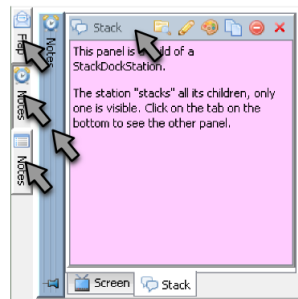 Flap
Notes
Notes
Notes
Stack
This panel is a child of a
StackDockStation.
The station "stacks" all its children, only
one is visible. Click on the tab on the
bottom to see the other panel.
Screen
Stack